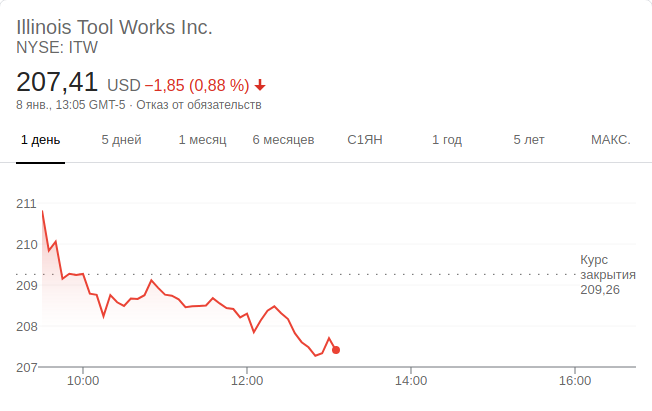 Illinois Tool Works Inc.
NYSE: ITW
207,41 USD −1,85 (0,88 %)
8 янв., 13:05 GMT-5 · Отказ от обязательств
1 день 5 дней 1 месяц 6 месяцев С1ЯН 1 год 5 лет МАКС.
211
210
209
208
207
Курс
закрытия
209,26
10:00 12:00 14:00 16:00